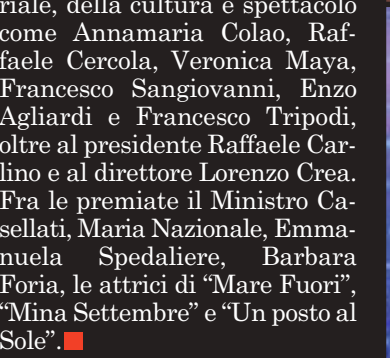 riale, della cultura e spettacolo
come Annamaria Colao, Raf-
faele Cercola, Veronica Maya,
Francesco Sangiovanni, Enzo
Agliardi e Francesco Tripodi,
oltre al presidente Raffaele Car-
lino e al direttore Lorenzo Crea.
Fra le premiate il Ministro Ca-
sellati, Maria Nazionale, Emma-
nuela Spedaliere, Barbara
Foria, le attrici di “Mare Fuori”,
“Mina Settembre” e “Un posto al
Sole”.